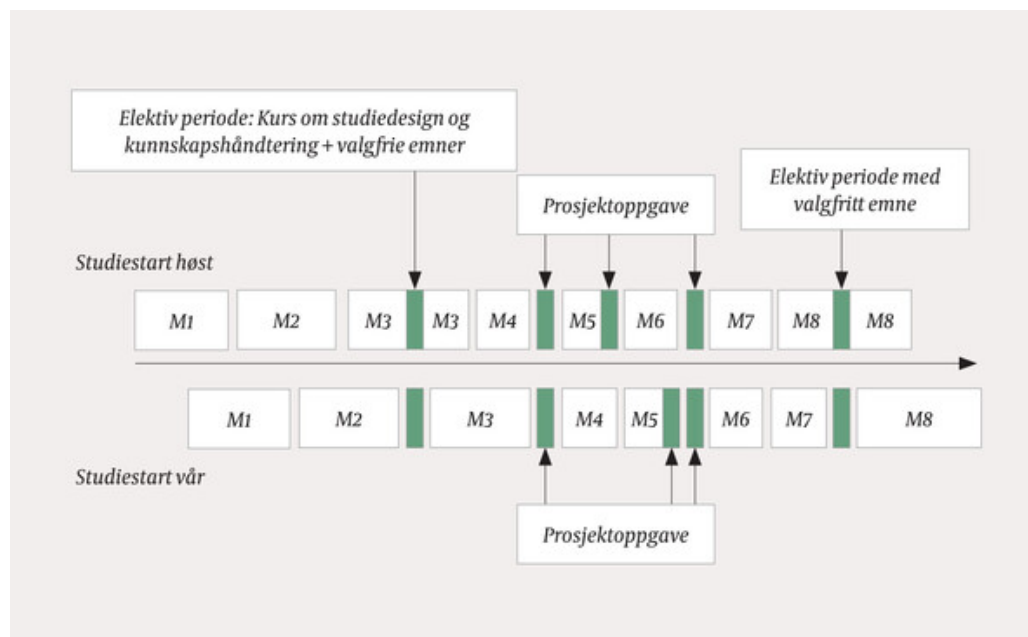 Elektiv periode: Kurs om studiedesign og
kunnskapshåndtering + valgfrie emner
Elektiv periode med
valgfritt emne
Prosjektoppgave
Studiestart høst
M1 M2 M3 M3 M4 M5 M6 M7 M8 M8
M1 M2 M3 M4 M5 M6 M7 M8
Studiestart vår
Prosjektoppgave